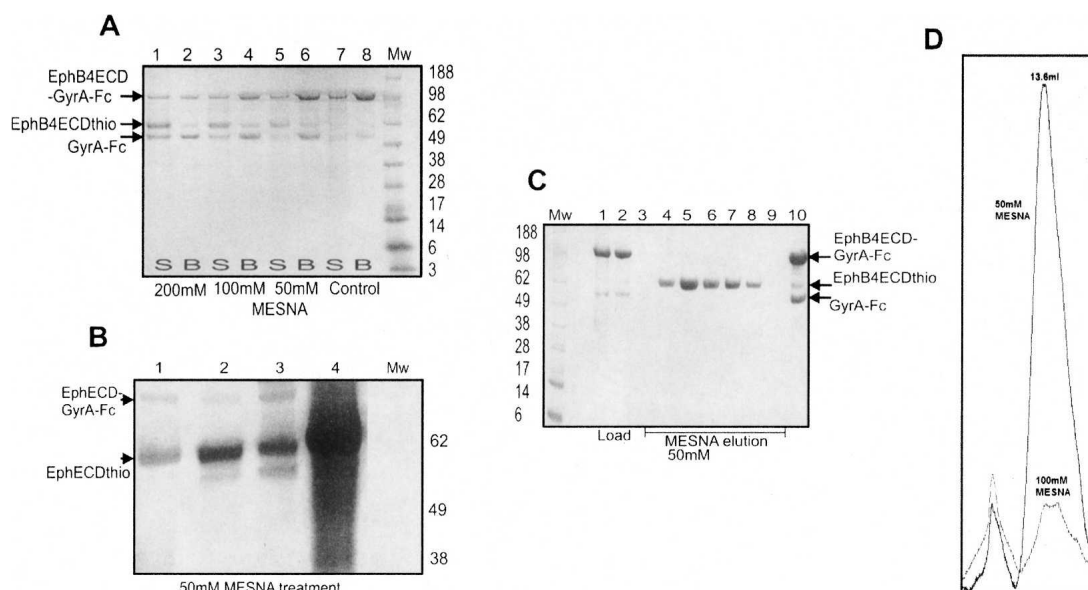 A
1 2 3 4 5 6 7 8 Mw
EphB4ECD
-GyrA-Fc
EphB4ECDthio
GyrA-Fc
188
98
62
49
38
28
17
14
6
3
S B S B S B S B
200mM 100mM 50mM Control
MESNA
B
1 2 3 4 Mw
EphECD-
GyrA-Fc
EphECDthio
62
49
38
50mM MESNA treatment
C
Mw 1 2 3 4 5 6 7 8 9 10
188
98
62
49
38
28
17
14
6
EphB4ECD-
GyrA-Fc
EphB4ECDthio
GyrA-Fc
Load
MESNA elution
50mM
D
13.6ml
50mM
MESNA
100mM
MESNA